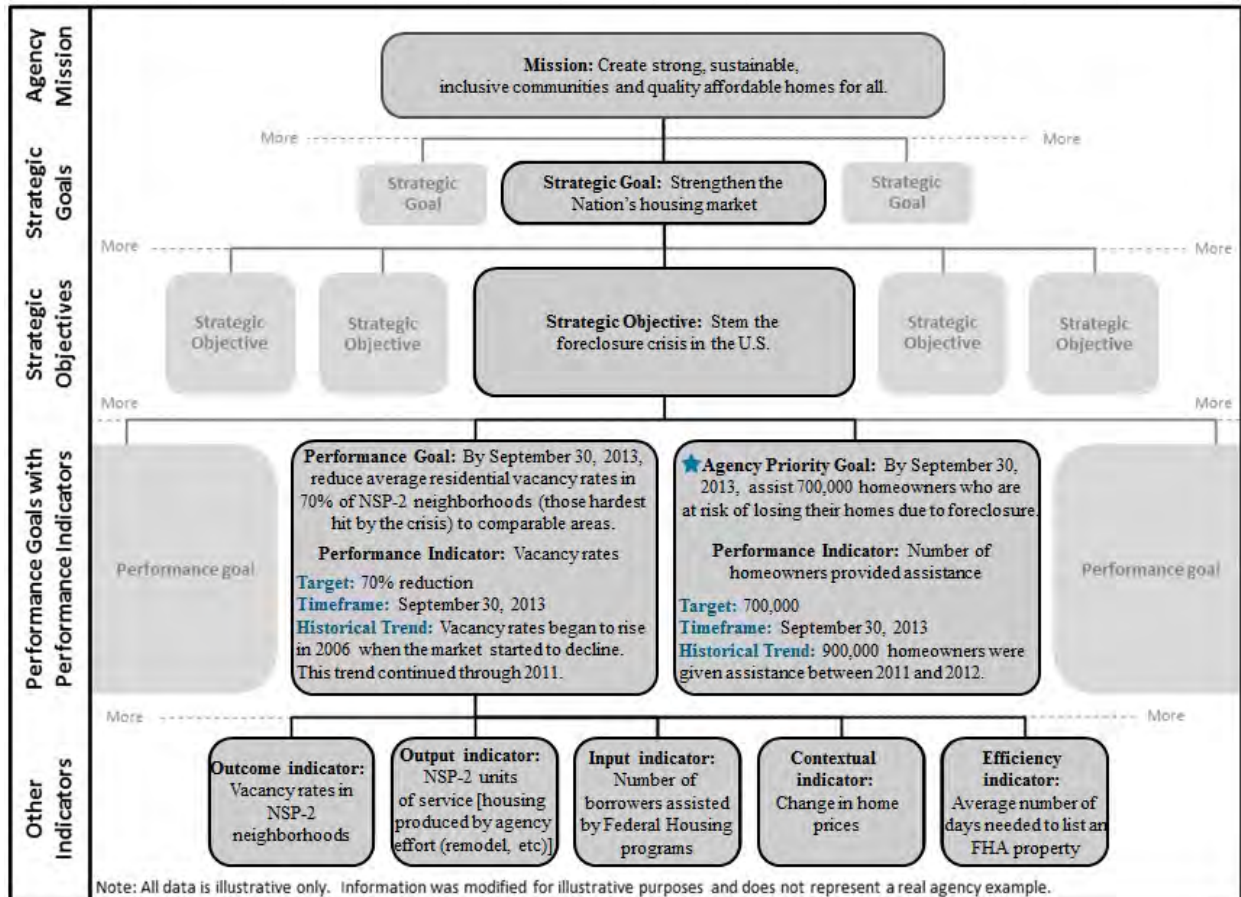 Agency
Mission
Mission: Create strong, sustainable,
inclusive communities and quality affordable homes for all.
More
More
Strategic
Goals
Strategic
Goal
Strategic Goal: Strengthen the
Nation's housing market
Strategic
Goal
More
More
Strategic
Objectives
Strategic
Objective
Strategic
Objective
Strategic Objective: Stem the
foreclosure crisis in the U.S.
Strategic
Objective
Strategic
Objective
More
More
Performance Goals with
Performance Indicators
Performance goal
Performance Goal: By September 30, 2013,
reduce average residential vacancy rates in
70% of NSP-2 neighborhoods (those hardest
hit by the crisis) to comparable areas.
Performance Indicator: Vacancy rates
Target: 70% reduction
Timeframe: September 30, 2013
Historical Trend: Vacancy rates began to rise
in 2006 when the market started to decline.
This trend continued through 2011.
★Agency Priority Goal: By September 30,
2013, assist 700,000 homeowners who are
at risk of losing their homes due to foreclosure.
Performance Indicator: Number of
homeowners provided assistance
Target: 700,000
Timeframe: September 30, 2013
Historical Trend: 900,000 homeowners were
given assistance between 2011 and 2012.
Performance goal
More
More
Other
Indicators
Outcome indicator:
Vacancy rates in
NSP-2
neighborhoods
Output indicator:
NSP-2 units
of service [housing
produced by agency
effort (remodel, etc)]
Input indicator:
Number of
borrowers assisted
by Federal Housing
programs
Contextual
indicator:
Change in home
prices
Efficiency
indicator:
Average number of
days needed to list an
FHA property
Note: All data is illustrative only. Information was modified for illustrative purposes and does not represent a real agency example.